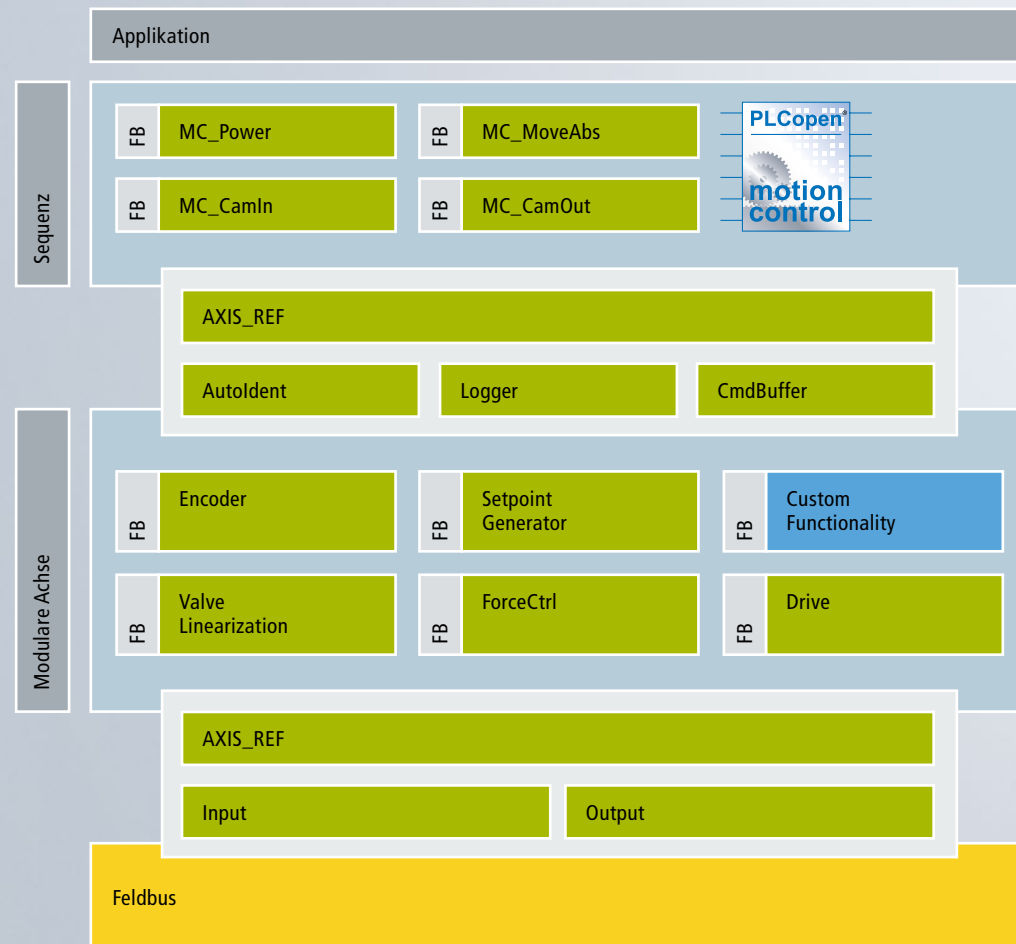 Applikation
Sequenz
FB
MC_Power
FB
MC_MoveAbs
PLCopen®
motion
control
FB
MC_CamIn
FB
MC_CamOut
AXIS_REF
AutoIdent
Logger
CmdBuffer
Modulare Achse
FB
Encoder
FB
Setpoint
Generator
FB
Custom
Functionality
FB
Valve
Linearization
FB
ForceCtrl
FB
Drive
AXIS_REF
Input
Output
Feldbus